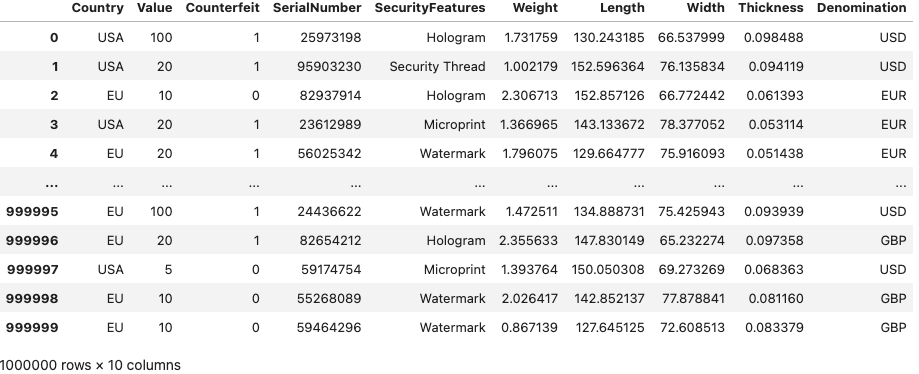 Country Value Counterfeit SerialNumber SecurityFeatures Weight Length Width Thickness Denomination
0 USA 100 1 25973198 Hologram 1.731759 130.243185 66.537999 0.098488 USD
1 USA 20 1 95903230 Security Thread 1.002179 152.596364 76.135834 0.094119 USD
2 EU 10 0 82937914 Hologram 2.306713 152.857126 66.772442 0.061393 EUR
3 USA 20 1 23612989 Microprint 1.366965 143.133672 78.377052 0.053114 EUR
4 EU 20 1 56025342 Watermark 1.796075 129.664777 75.916093 0.051438 EUR
... ... ... ... ... ... ... ... ... ... ...
999995 EU 100 1 24436622 Watermark 1.472511 134.888731 75.425943 0.093939 USD
999996 EU 20 1 82654212 Hologram 2.355633 147.830149 65.232274 0.097358 GBP
999997 USA 5 0 59174754 Microprint 1.393764 150.050308 69.273269 0.068363 USD
999998 EU 10 0 55268089 Watermark 2.026417 142.852137 77.878841 0.081160 GBP
999999 EU 10 0 59464296 Watermark 0.867139 127.645125 72.608513 0.083379 GBP
1000000 rows × 10 columns